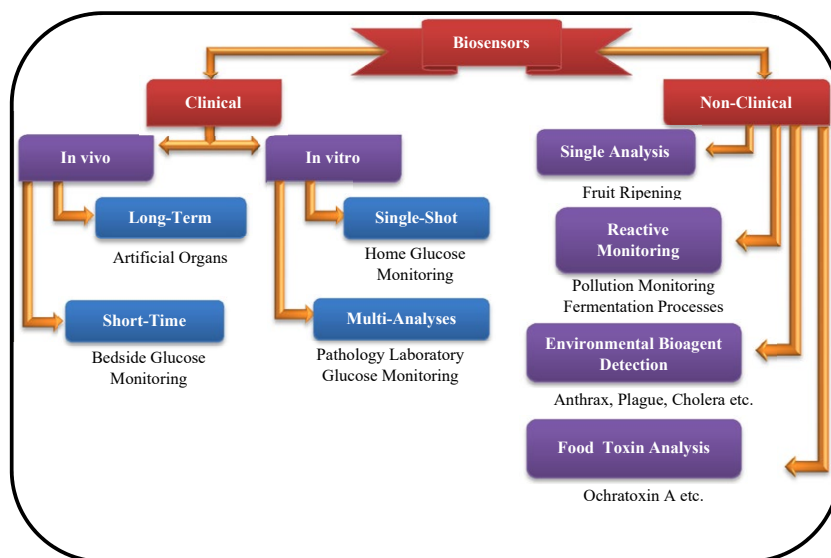 Biosensors
Clinical
Non-Clinical
In vivo
In vitro
Long-Term
Artificial Organs
Short-Time
Bedside Glucose
Monitoring
Single-Shot
Home Glucose
Monitoring
Multi-Analyses
Pathology Laboratory
Glucose Monitoring
Single Analysis
Fruit Ripening
Reactive
Monitoring
Pollution Monitoring
Fermentation Processes
Environmental Bioagent
Detection
Anthrax, Plague, Cholera etc.
Food Toxin Analysis
Ochratoxin A etc.